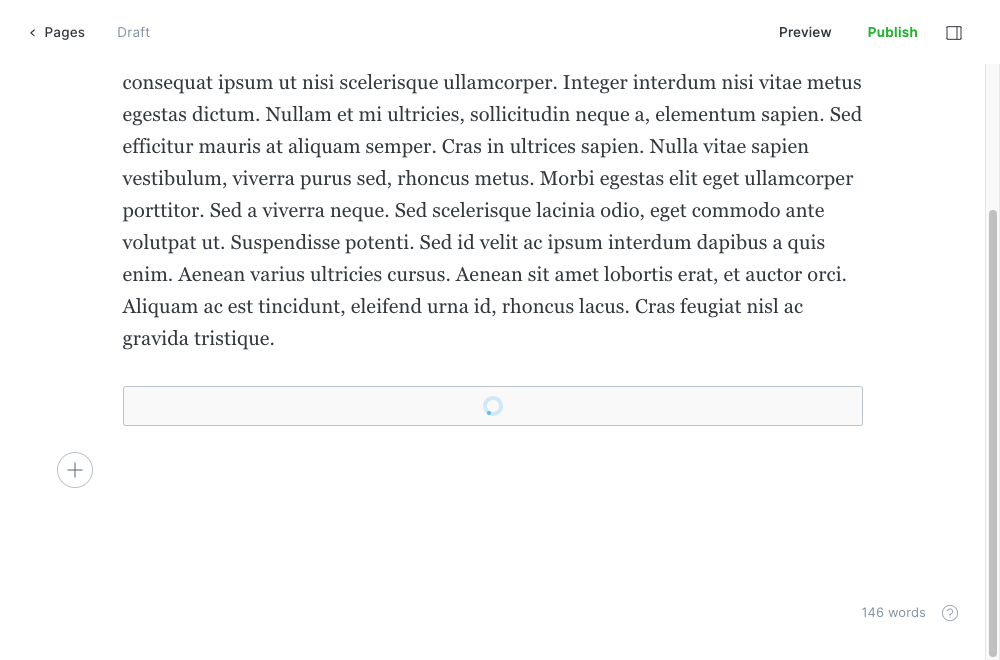 Pages
Draft
Preview
Publish
consequat ipsum ut nisi scelerisque ullamcorper. Integer interdum nisi vitae metus
egestas dictum. Nullam et mi ultricies, sollicitudin neque a, elementum sapien. Sed
efficitur mauris at aliquam semper. Cras in ultrices sapien. Nulla vitae sapien
vestibulum, viverra purus sed, rhoncus metus. Morbi egestas elit eget ullamcorper
porttitor. Sed a viverra neque. Sed scelerisque lacinia odio, eget commodo ante
volutpat ut. Suspendisse potenti. Sed id velit ac ipsum interdum dapibus a quis
enim. Aenean varius ultricies cursus. Aenean sit amet lobortis erat, et auctor orci.
Aliquam ac est tincidunt, eleifend urna id, rhoncus lacus. Cras feugiat nisl ac
gravida tristique.
146 words
?